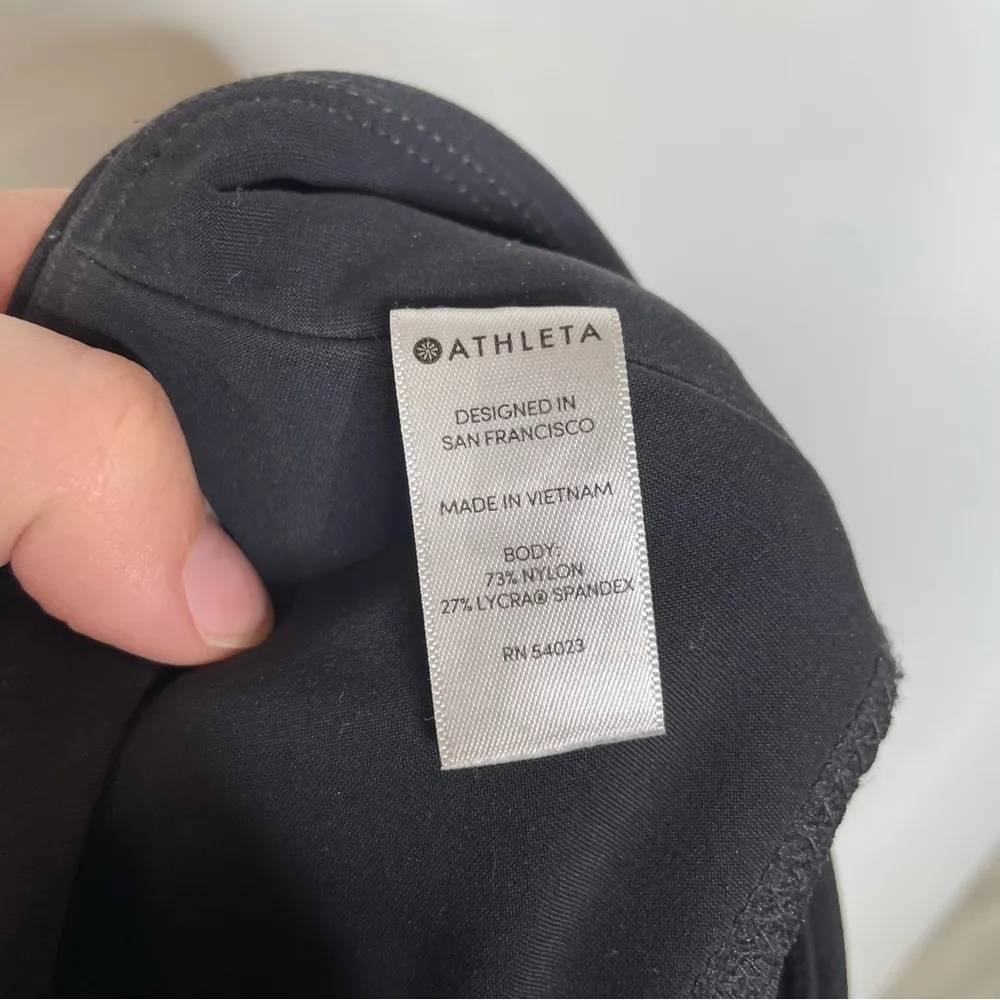 ATHLETA
DESIGNED IN
SAN FRANCISCO
MADE IN VIETNAM
BODY:
73% NYLON
27% LYCRA® SPANDEX
RN 54023